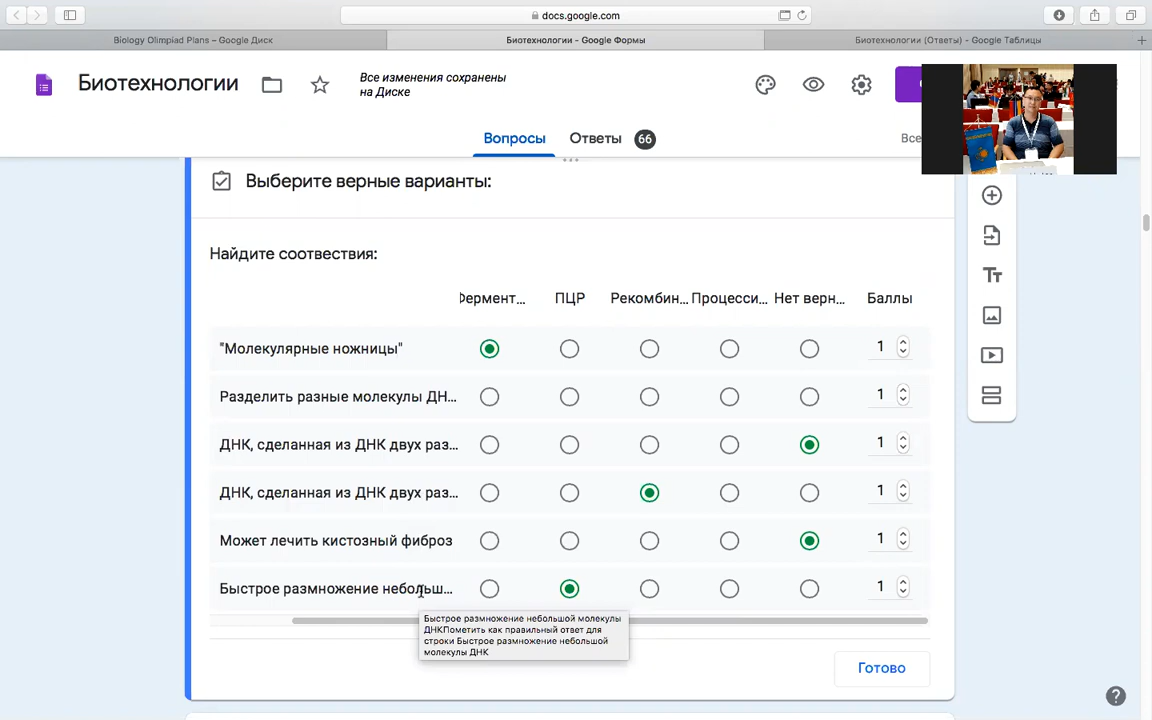 docs.google.com
Biology Olimpiad Plans – Google Диск
Биотехнологии - Google Формы
Биотехнологии (Ответы) - Google Таблицы
Биотехнологии
Все изменения сохранены
на Диске
Вопросы
Ответы 66
Все
Выберите верные варианты:
Найдите соотвествия:
Фермент... ПЦР Рекомбин... Процесси... Нет верн... Баллы
"Молекулярные ножницы" 1
Разделить разные молекулы ДН... 1
ДНК, сделанная из ДНК двух раз... 1
ДНК, сделанная из ДНК двух раз... 1
Может лечить кистозный фиброз 1
Быстрое размножение небольш... 1
Быстрое размножение небольшой молекулы
ДНКПометить как правильный ответ для
строки Быстрое размножение небольшой
молекулы ДНК
Готово